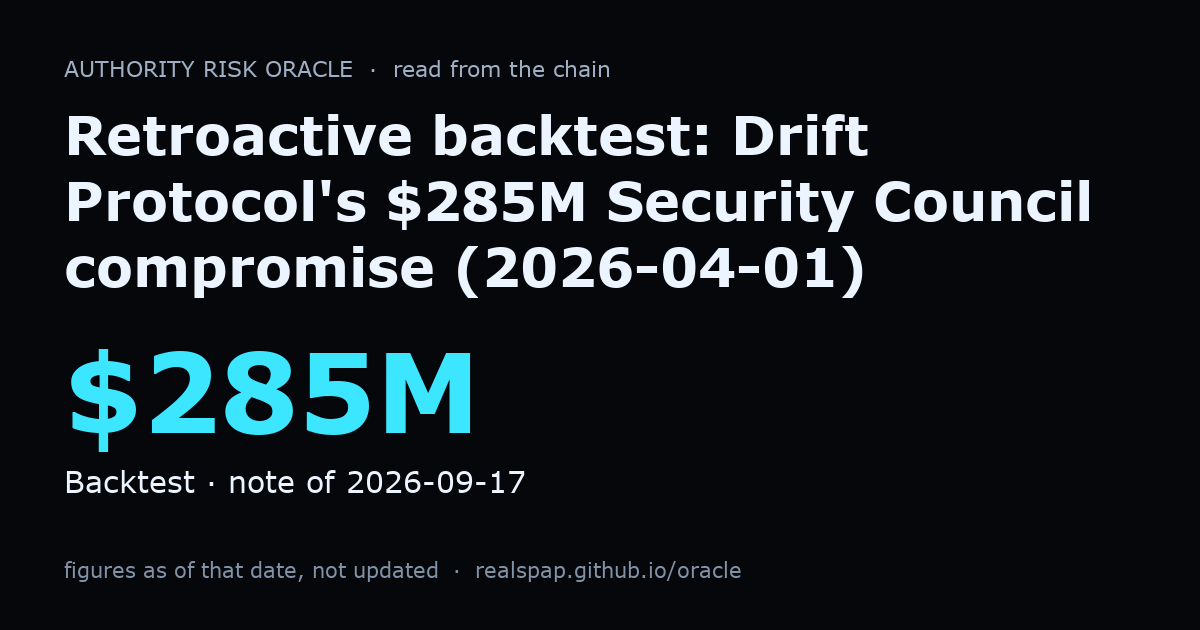 AUTHORITY RISK ORACLE · read from the chain
Retroactive backtest: Drift
Protocol's $285M Security Council
compromise (2026-04-01)
$285M
Backtest · note of 2026-09-17
figures as of that date, not updated · realspap.github.io/oracle